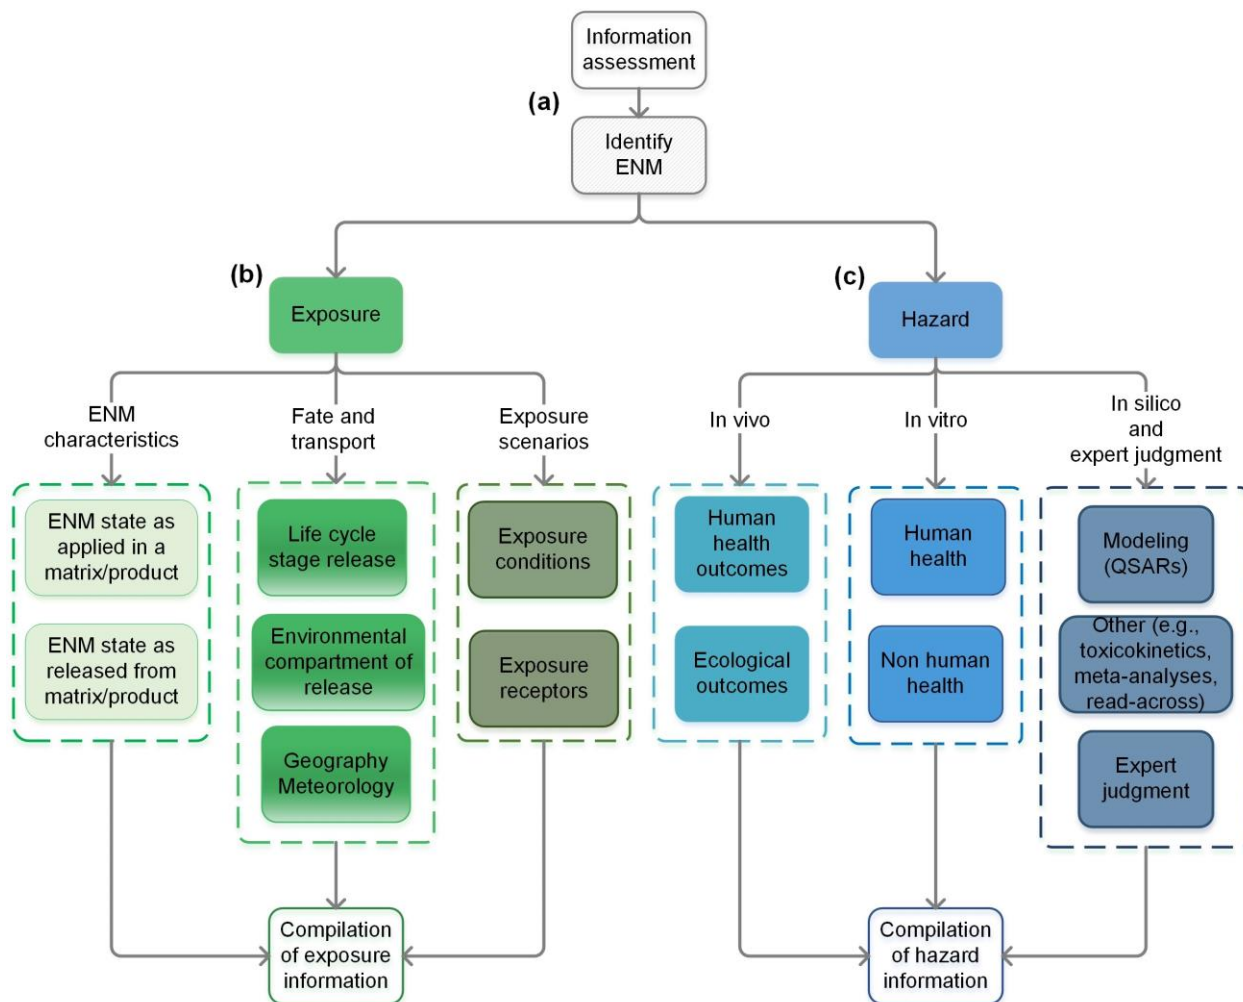 Information
assessment
(a)
Identify
ENM
(b)
Exposure
(c)
Hazard
ENM
characteristics
Fate and
transport
Exposure
scenarios
In vivo
In vitro
In silico
and
expert judgment
ENM state as
applied in a
matrix/product
ENM state as
released from
matrix/product
Life cycle
stage release
Environmental
compartment of
release
Geography
Meteorology
Exposure
conditions
Exposure
receptors
Human
health
outcomes
Ecological
outcomes
Human
health
Non human
health
Modeling
(QSARs)
Other (e.g.,
toxicokinetics,
meta-analyses,
read-across)
Expert
judgment
Compilation
of exposure
information
Compilation
of hazard
information